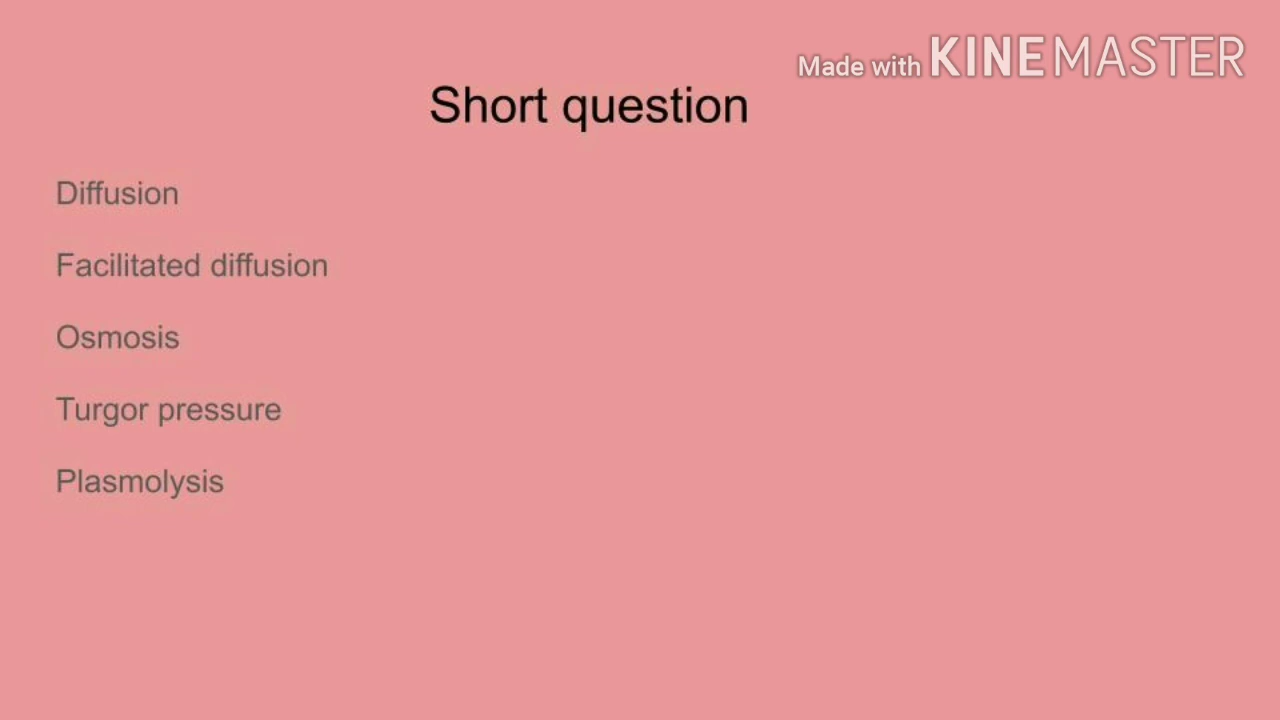 Made with KINEMASTER
Short question
Diffusion
Facilitated diffusion
Osmosis
Turgor pressure
Plasmolysis